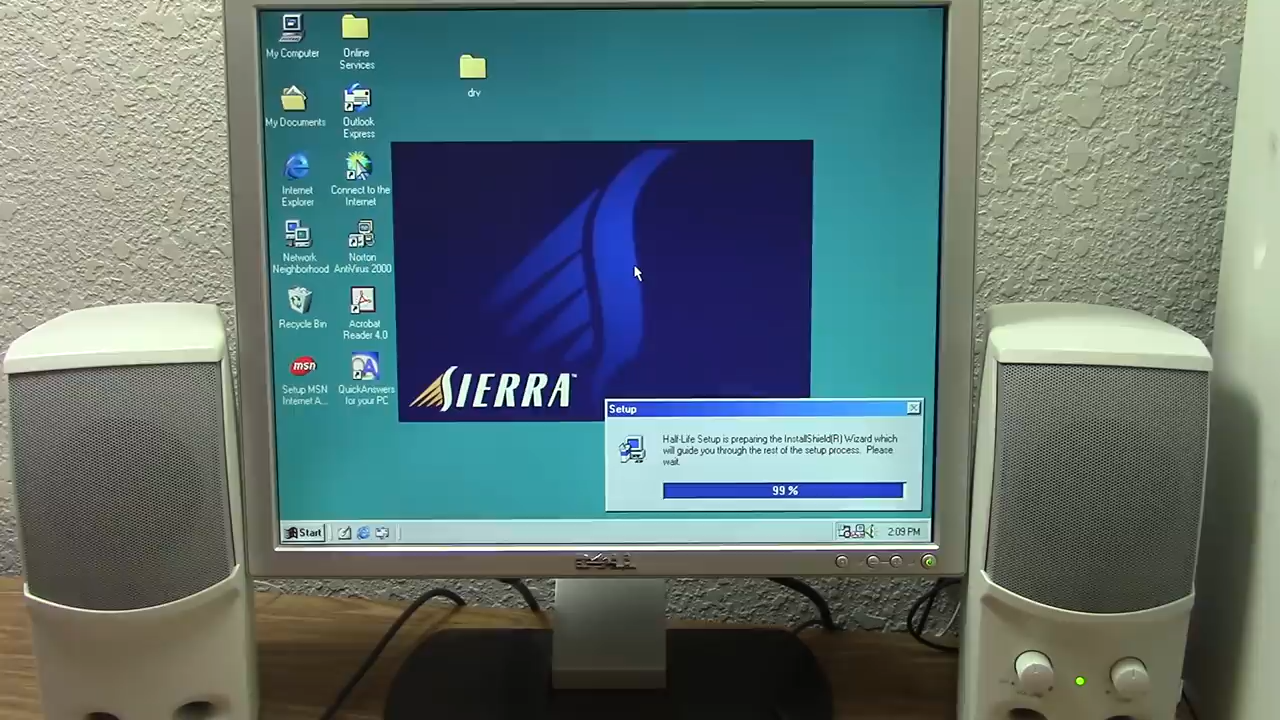 My Computer
Online
Services
drv
My Documents
Outlook
Express
Internet
Explorer
Connect to the
Internet
Network
Neighborhood
Norton
AntiVirus 2000
Recycle Bin
Acrobat
Reader 4.0
msn
Setup MSN
Internet A...
QuickAnswers
for your PC
SIERRA™
Setup
Half-Life Setup is preparing the InstallShield(R) Wizard which
will guide you through the rest of the setup process. Please
wait.
99 %
Start
2:09 PM
DELL